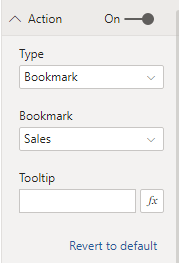 Action On
Type
Bookmark
Bookmark
Sales
Tooltip
fx
Revert to default